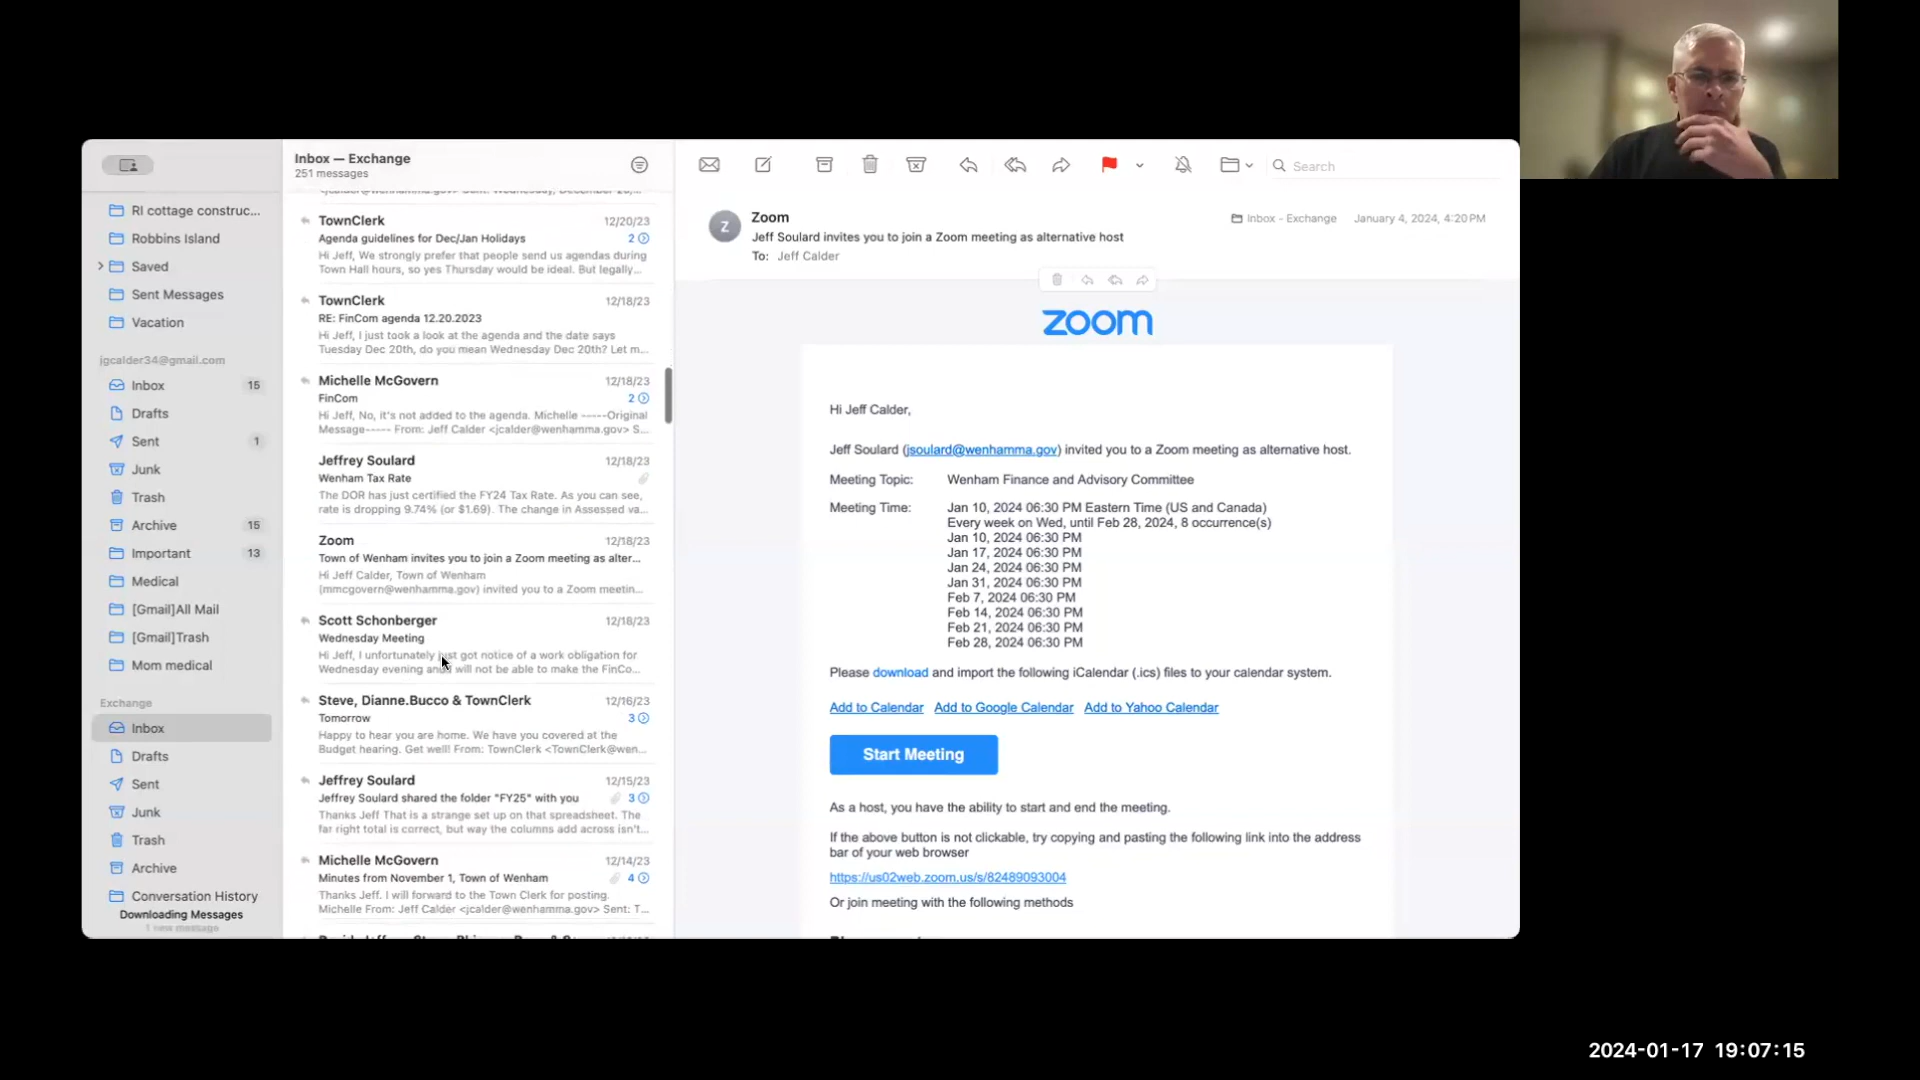 RI cottage construc...
Robbins Island
Saved
Sent Messages
Vacation
jgcalder34@gmail.com
Inbox 15
Drafts
Sent 1
Junk
Trash
Archive 15
Important 13
Medical
[Gmail]All Mail
[Gmail]Trash
Mom medical
Exchange
Inbox
Drafts
Sent
Junk
Trash
Archive
Conversation History
Downloading Messages
1 new message
Inbox — Exchange
251 messages
TownClerk 12/20/23
Agenda guidelines for Dec/Jan Holidays 2
Hi Jeff, We strongly prefer that people send us agendas during
Town Hall hours, so yes Thursday would be ideal. But legally...
TownClerk 12/18/23
RE: FinCom agenda 12.20.2023
Hi Jeff, I just took a look at the agenda and the date says
Tuesday Dec 20th, do you mean Wednesday Dec 20th? Let m...
Michelle McGovern 12/18/23
FinCom 2
Hi Jeff, No, it's not added to the agenda. Michelle -----Original
Message----- From: Jeff Calder <jcalder@wenhamma.gov> S...
Jeffrey Soulard 12/18/23
Wenham Tax Rate
The DOR has just certified the FY24 Tax Rate. As you can see,
rate is dropping 9.74% (or $1.69). The change in Assessed va...
Zoom 12/18/23
Town of Wenham invites you to join a Zoom meeting as alter...
Hi Jeff Calder, Town of Wenham
(mmcgovern@wenhamma.gov) invited you to a Zoom meetin...
Scott Schonberger 12/18/23
Wednesday Meeting
Hi Jeff, I unfortunately just got notice of a work obligation for
Wednesday evening and will not be able to make the FinCo...
Steve, Dianne.Bucco & TownClerk 12/16/23
Tomorrow 3
Happy to hear you are home. We have you covered at the
Budget hearing. Get well! From: TownClerk <TownClerk@wen...
Jeffrey Soulard 12/15/23
Jeffrey Soulard shared the folder "FY25" with you 3
Thanks Jeff That is a strange set up on that spreadsheet. The
far right total is correct, but way the columns add across isn't...
Michelle McGovern 12/14/23
Minutes from November 1, Town of Wenham 4
Thanks Jeff. I will forward to the Town Clerk for posting.
Michelle From: Jeff Calder <jcalder@wenhamma.gov> Sent: T...
Search
Z
Zoom
Inbox - Exchange January 4, 2024, 4:20 PM
Jeff Soulard invites you to join a Zoom meeting as alternative host
To: Jeff Calder
zoom
Hi Jeff Calder,
Jeff Soulard (jsoulard@wenhamma.gov) invited you to a Zoom meeting as alternative host.
Meeting Topic: Wenham Finance and Advisory Committee
Meeting Time: Jan 10, 2024 06:30 PM Eastern Time (US and Canada)
Every week on Wed, until Feb 28, 2024, 8 occurrence(s)
Jan 10, 2024 06:30 PM
Jan 17, 2024 06:30 PM
Jan 24, 2024 06:30 PM
Jan 31, 2024 06:30 PM
Feb 7, 2024 06:30 PM
Feb 14, 2024 06:30 PM
Feb 21, 2024 06:30 PM
Feb 28, 2024 06:30 PM
Please download and import the following iCalendar (.ics) files to your calendar system.
Add to Calendar Add to Google Calendar Add to Yahoo Calendar
Start Meeting
As a host, you have the ability to start and end the meeting.
If the above button is not clickable, try copying and pasting the following link into the address
bar of your web browser
https://us02web.zoom.us/s/82489093004
Or join meeting with the following methods
2024-01-17 19:07:15